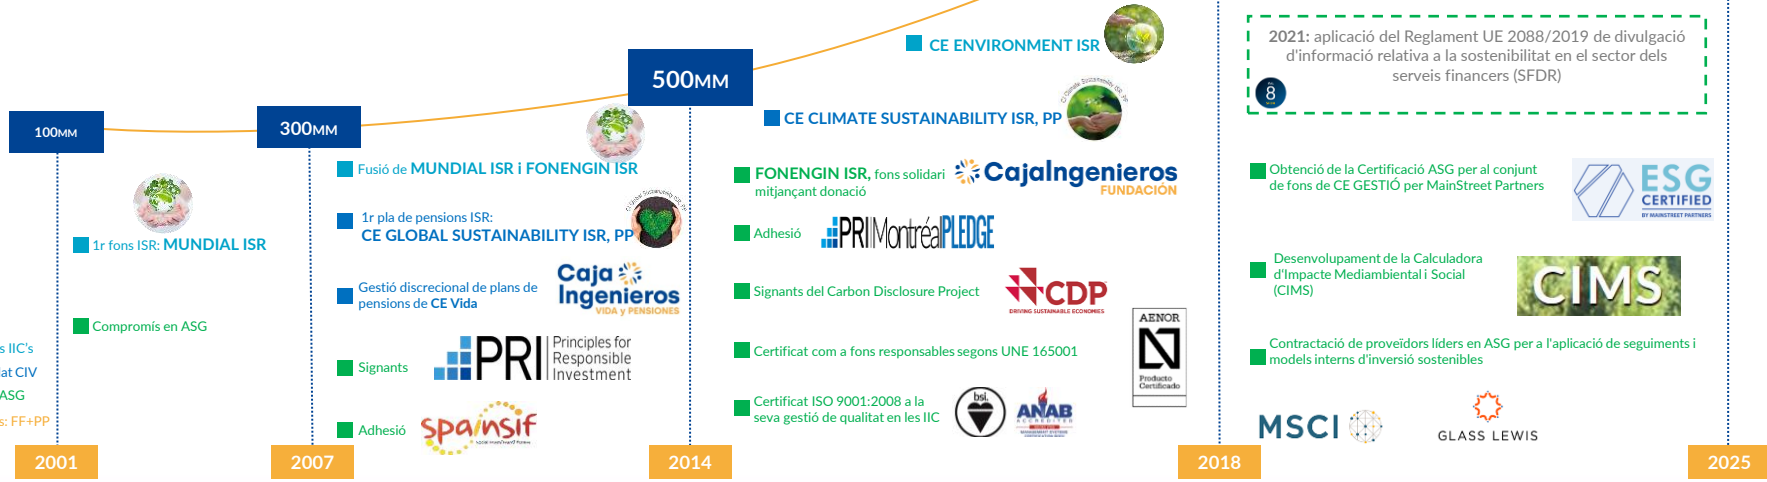 100MM
1r fons ISR: MUNDIAL ISR
Compromís en ASG
s IIC's
lat CIV
ASG
s: FF+PP
2001
300MM
Fusió de MUNDIAL ISR i FONENGIN ISR
1r pla de pensions ISR:
CE GLOBAL SUSTAINABILITY ISR, PP
Gestió discrecional de plans de
pensions de CE Vida
Caja
Ingenieros
VIDA y PENSIONES
Signants
PRI
Principles for
Responsible
Investment
Adhesió
spainsif
2007
500MM
CE ENVIRONMENT ISR
CE CLIMATE SUSTAINABILITY ISR, PP
FONENGIN ISR, fons solidari
mitjançant donació
CajaIngenieros
FUNDACIÓN
Adhesió
PRI Montréal PLEDGE
Signants del Carbon Disclosure Project
CDP
DRIVING SUSTAINABLE ECONOMIES
Certificat com a fons responsables segons UNE 165001
AENOR
N
Producto
Certificado
Certificat ISO 9001:2008 a la
seva gestió de qualitat en les IIC
bsi.
ANAB
ACCREDITED
2014
2021: aplicació del Reglament UE 2088/2019 de divulgació
d'informació relativa a la sostenibilitat en el sector dels
serveis financers (SFDR)
8
Obtenció de la Certificació ASG per al conjunt
de fons de CE GESTIÓ per MainStreet Partners
ESG
CERTIFIED
BY MAINSTREET PARTNERS
Desenvolupament de la Calculadora
d'Impacte Mediambiental i Social
(CIMS)
CIMS
Contractació de proveïdors líders en ASG per a l'aplicació de seguiments i
models interns d'inversió sostenibles
MSCI
GLASS LEWIS
2018
2025